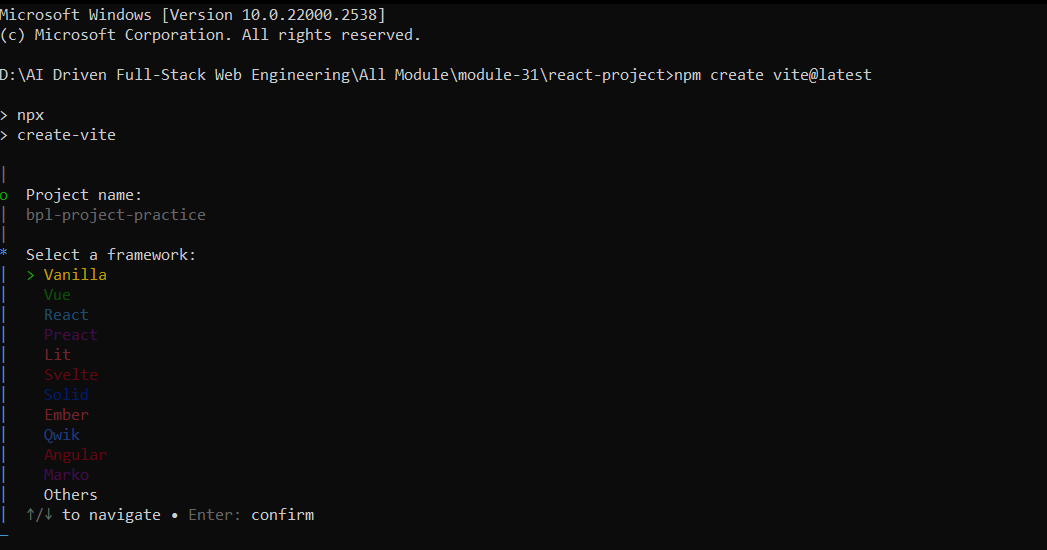 Microsoft Windows [Version 10.0.22000.2538]
(c) Microsoft Corporation. All rights reserved.
D:\AI Driven Full-Stack Web Engineering\All Module\module-31\react-project>npm create vite@latest
> npx
> create-vite
|
o  Project name:
|  bpl-project-practice
|
*  Select a framework:
|  > Vanilla
|    Vue
|    React
|    Preact
|    Lit
|    Svelte
|    Solid
|    Ember
|    Qwik
|    Angular
|    Marko
|    Others
|  ↑/↓ to navigate • Enter: confirm
—